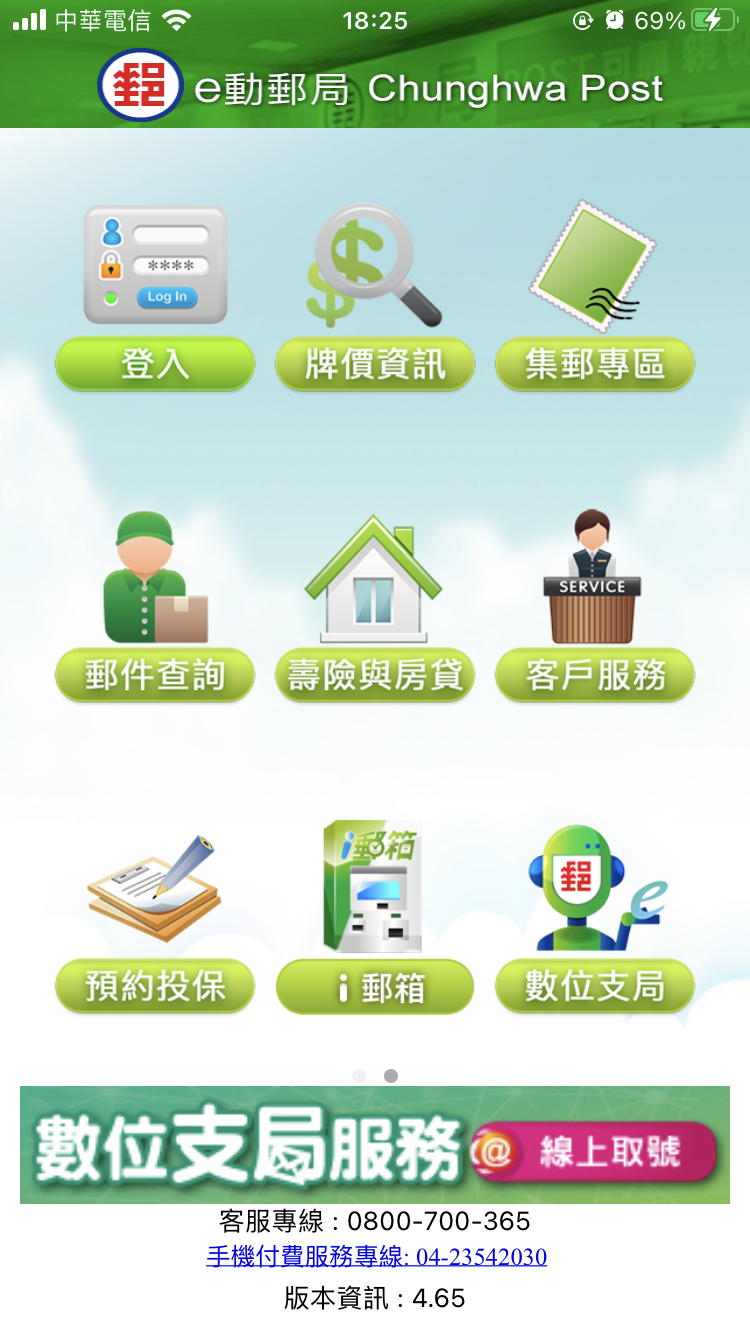 中華電信 18:25 69%
郵 e動郵局 Chunghwa Post
****
Log In
登入 牌價資訊 集郵專區
SERVICE
郵件查詢 壽險與房貸 客戶服務
i郵箱 郵 e
預約投保 i 郵箱 數位支局
數位支局服務 @ 線上取號
客服專線 : 0800-700-365
手機付費服務專線: 04-23542030
版本資訊 : 4.65